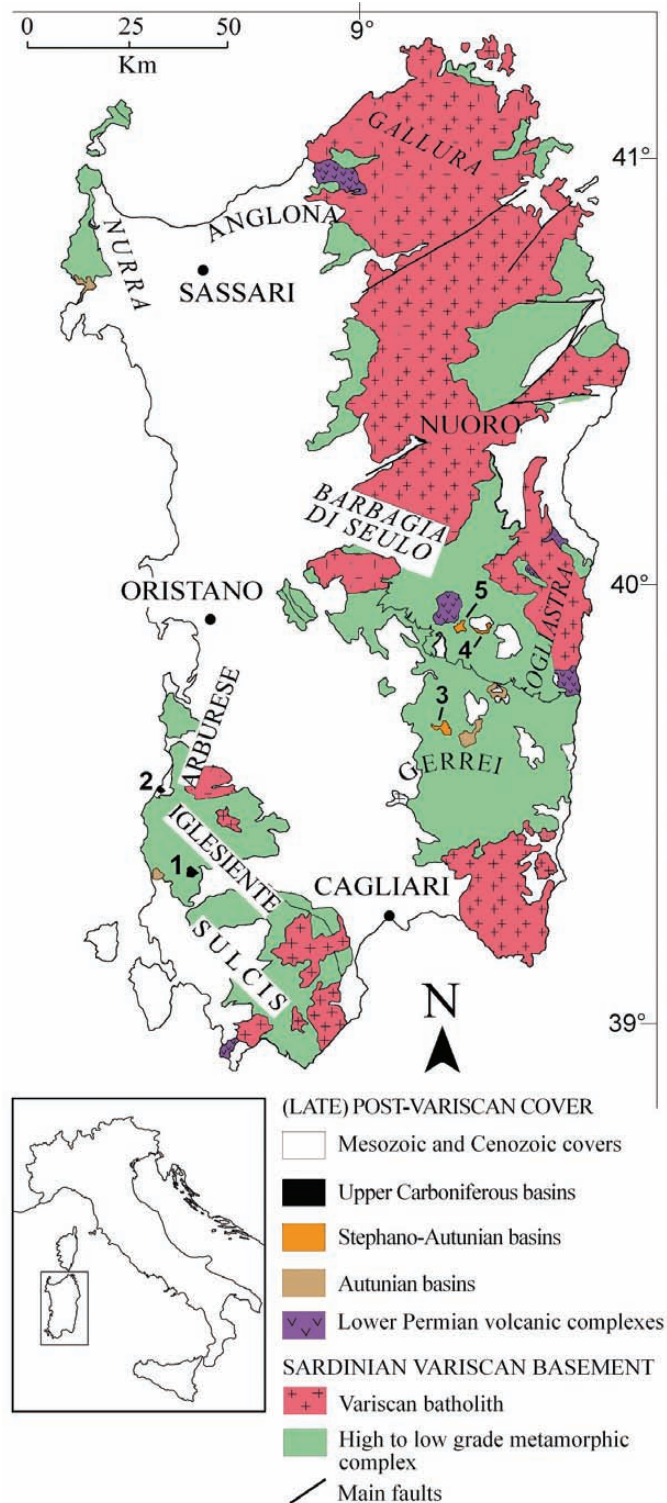 0 25 50
Km
9°
41°
GALLURA
ANGLONA
NURRA
SASSARI
NUORO
BARBAGIA
DI SEULO
40°
ORISTANO
5
4
OGLIASTRA
3
ARBURESE
GERREI
2
IGLESIENTE
1
CAGLIARI
SULCIS
N
39°
(LATE) POST-VARISCAN COVER
Mesozoic and Cenozoic covers
Upper Carboniferous basins
Stephano-Autunian basins
Autunian basins
Lower Permian volcanic complexes
SARDINIAN VARISCAN BASEMENT
Variscan batholith
High to low grade metamorphic
complex
Main faults